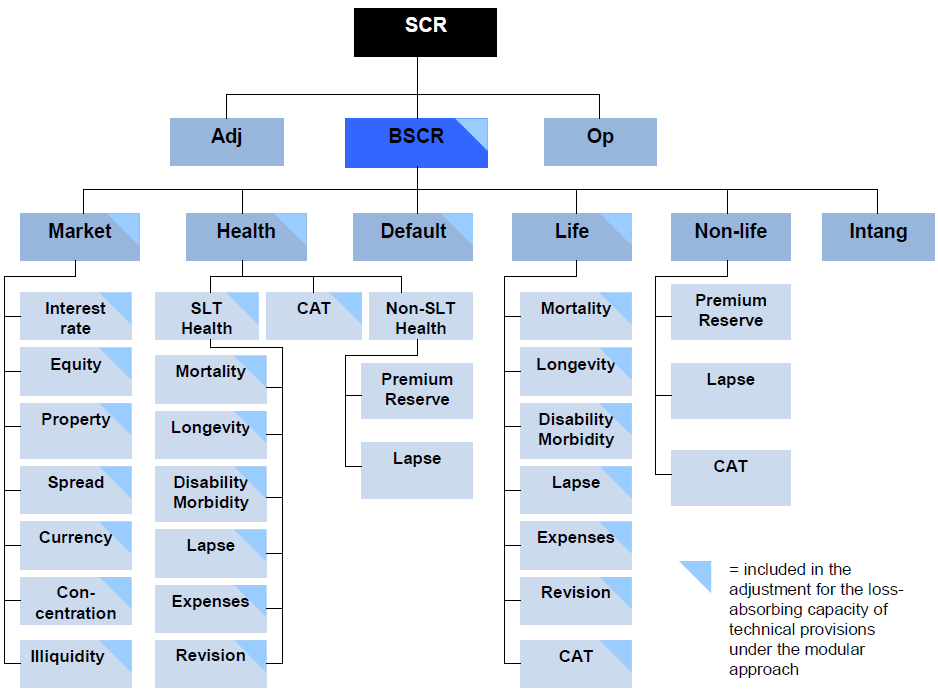 SCR
Adj
BSCR
Op
Market
Health
Default
Life
Non-life
Intang
Interest
rate
Equity
Property
Spread
Currency
Con-
centration
Illiquidity
SLT
Health
Mortality
Longevity
Disability
Morbidity
Lapse
Expenses
Revision
CAT
Non-SLT
Health
Premium
Reserve
Lapse
Mortality
Longevity
Disability
Morbidity
Lapse
Expenses
Revision
CAT
Premium
Reserve
Lapse
CAT
= included in the
adjustment for the loss-
absorbing capacity of
technical provisions
under the modular
approach